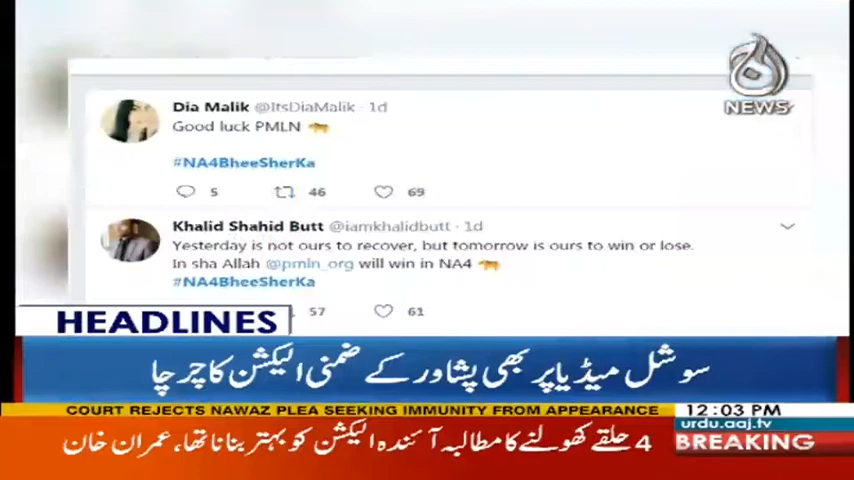 Dia Malik @ItsDiaMalik · 1d
Good luck PMLN 🐅
#NA4BheeSherKa
5 46 69
Khalid Shahid Butt @iamkhalidbutt · 1d
Yesterday is not ours to recover, but tomorrow is ours to win or lose.
In sha Allah @pmln_org will win in NA4 🐅
#NA4BheeSherKa
57 61
آج
NEWS
HEADLINES
سوشل میڈیا پر بھی پشاور کے ضمنی الیکشن کا چرچا
COURT REJECTS NAWAZ PLEA SEEKING IMMUNITY FROM APPEARANCE
12:03 PM
urdu.aaj.tv
BREAKING
4 حلقے کھولنے کا مطالبہ آئندہ الیکشن کو بہتر بنانا تھا، عمران خان